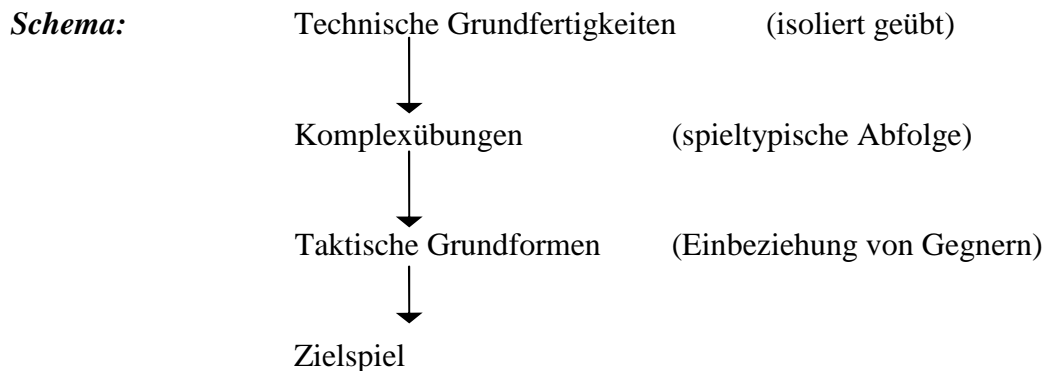 Schema: Technische Grundfertigkeiten (isoliert geübt)
Komplexübungen (spieltypische Abfolge)
Taktische Grundformen (Einbeziehung von Gegnern)
Zielspiel